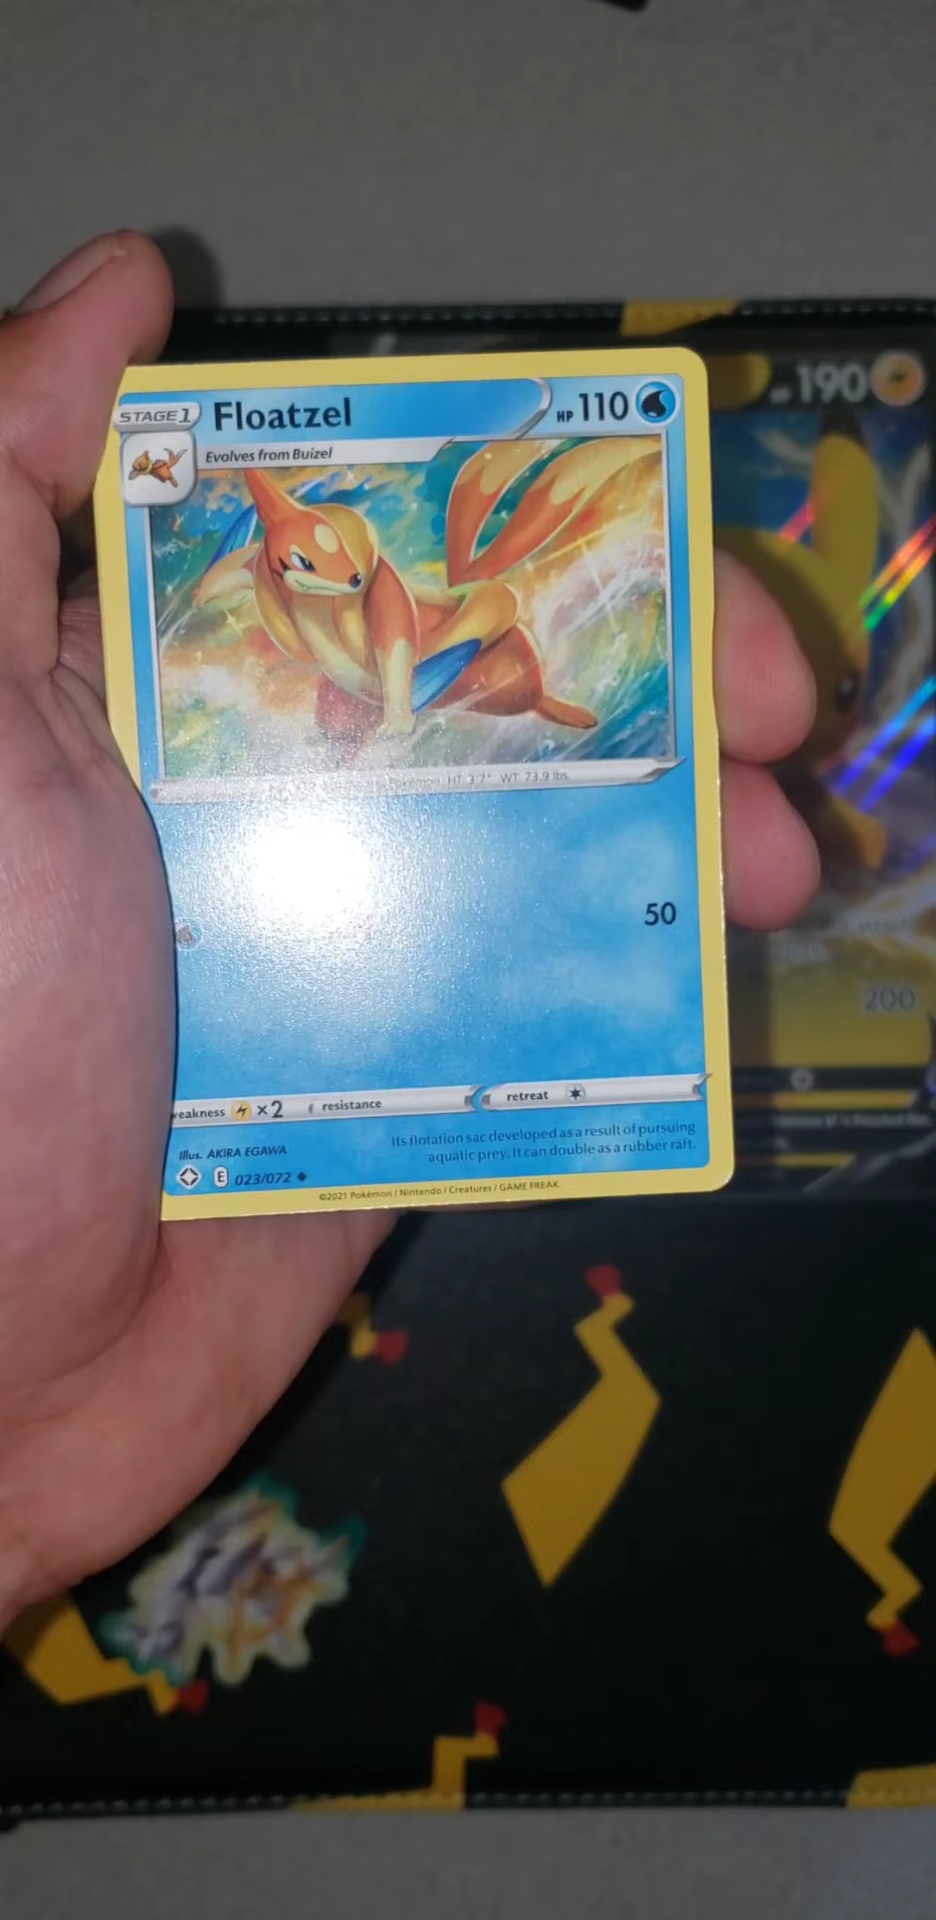 STAGE1 Floatzel HP 110
Evolves from Buizel
Pokémon HT 3'7" WT 73.9 lbs.
50
weakness ×2 resistance retreat
Illus. AKIRA EGAWA
Its flotation sac developed as a result of pursuing
aquatic prey. It can double as a rubber raft.
E 023/072
©2021 Pokémon / Nintendo / Creatures / GAME FREAK
190
200